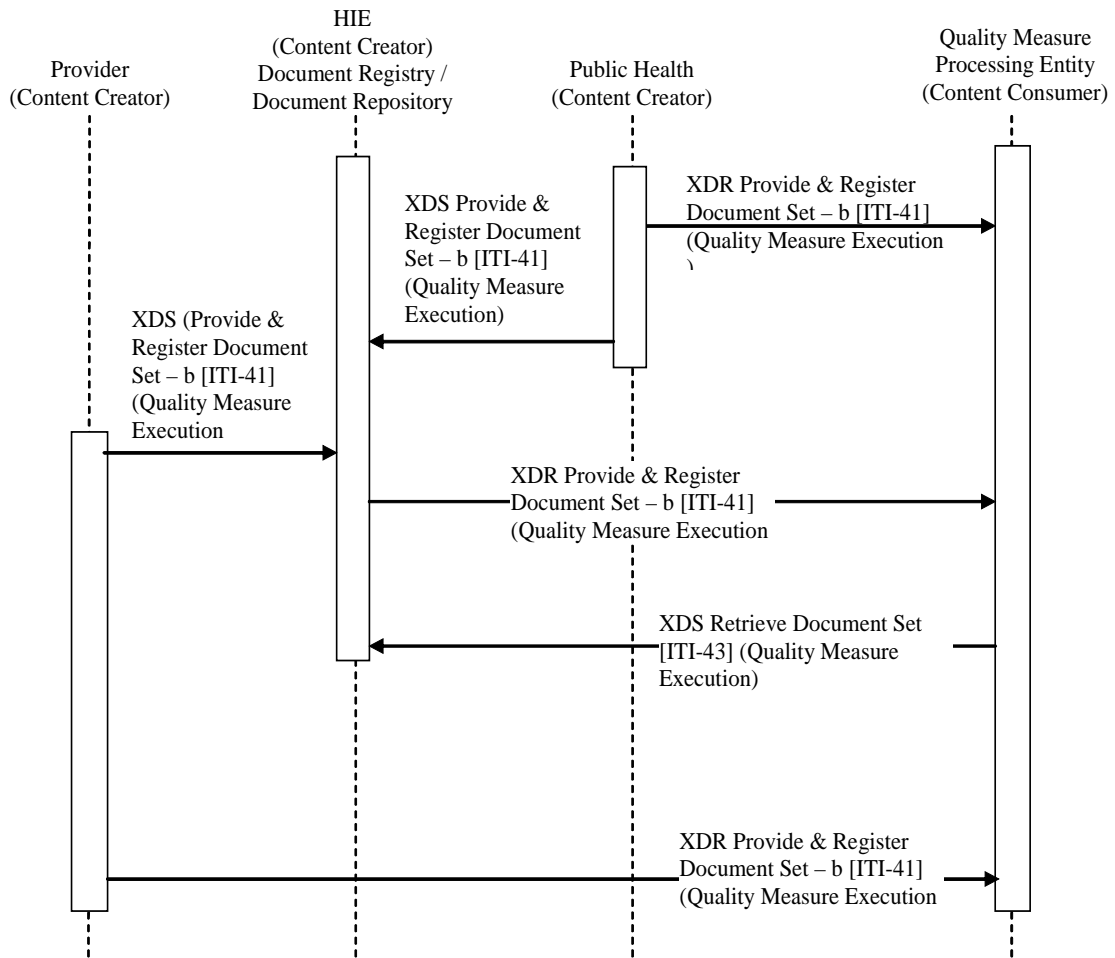 HIE
(Content Creator)
Document Registry /
Document Repository
Provider
(Content Creator)
Public Health
(Content Creator)
Quality Measure
Processing Entity
(Content Consumer)
XDR Provide & Register
Document Set – b [ITI-41]
(Quality Measure Execution
)
XDS Provide &
Register Document
Set – b [ITI-41]
(Quality Measure
Execution)
XDS (Provide &
Register Document
Set – b [ITI-41]
(Quality Measure
Execution
XDR Provide & Register
Document Set – b [ITI-41]
(Quality Measure Execution
XDS Retrieve Document Set
[ITI-43] (Quality Measure
Execution)
XDR Provide & Register
Document Set – b [ITI-41]
(Quality Measure Execution